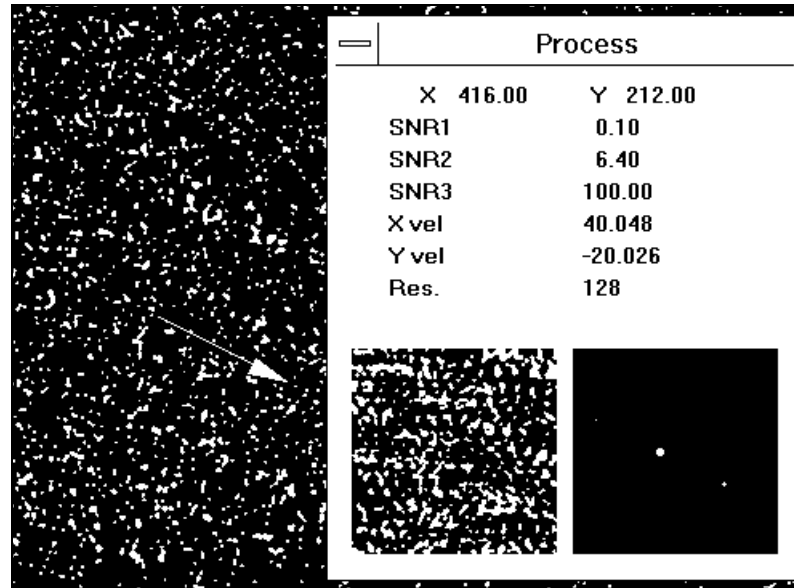 Process
X 416.00 Y 212.00
SNR1 0.10
SNR2 6.40
SNR3 100.00
X vel 40.048
Y vel -20.026
Res. 128